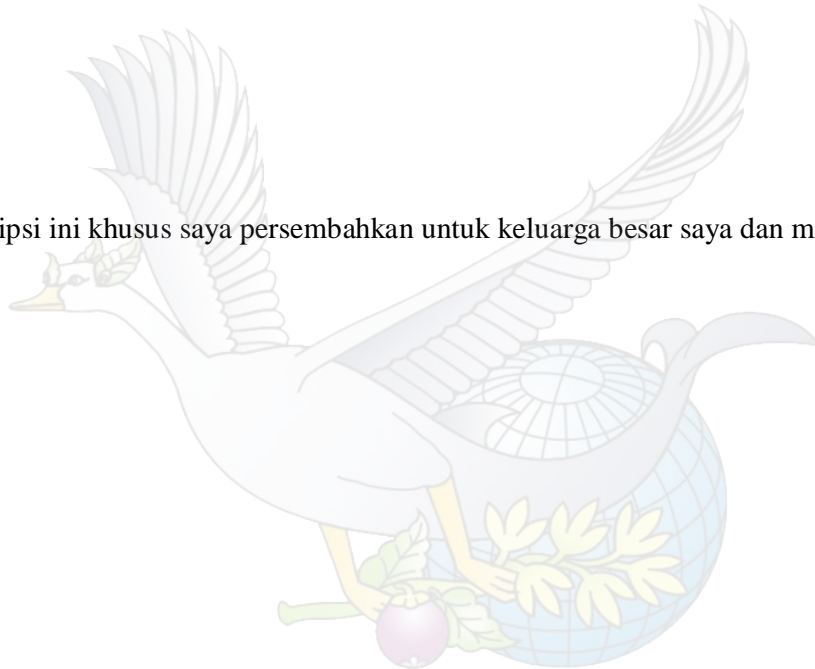 ipsi ini khusus saya persembahkan untuk keluarga besar saya dan m